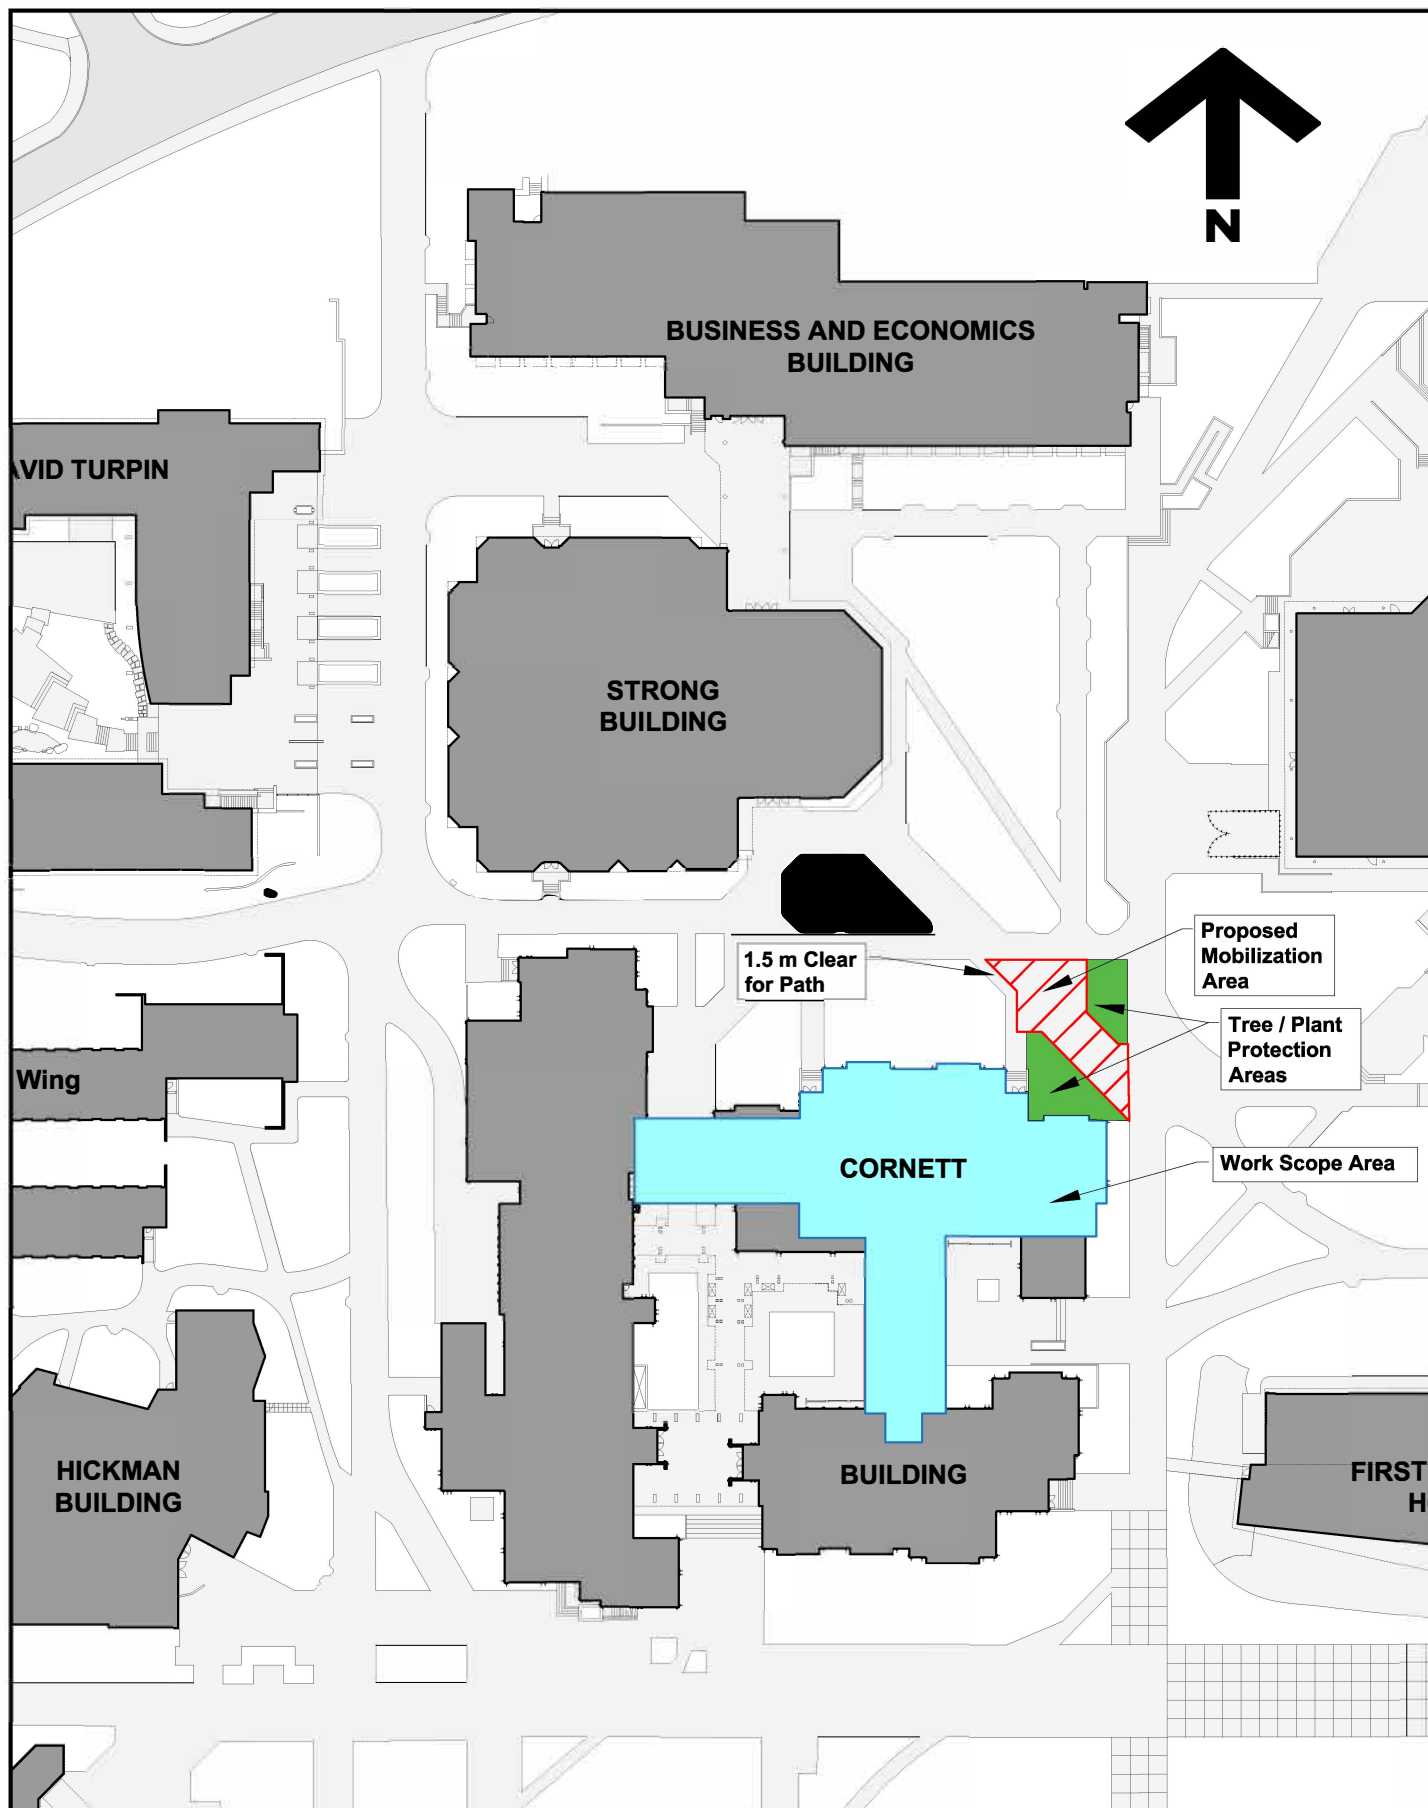 N
BUSINESS AND ECONOMICS
BUILDING
AVID TURPIN
STRONG
BUILDING
Proposed
Mobilization
Area
1.5 m Clear
for Path
Tree / Plant
Protection
Areas
Wing
CORNETT
Work Scope Area
HICKMAN
BUILDING
BUILDING
FIRST
H